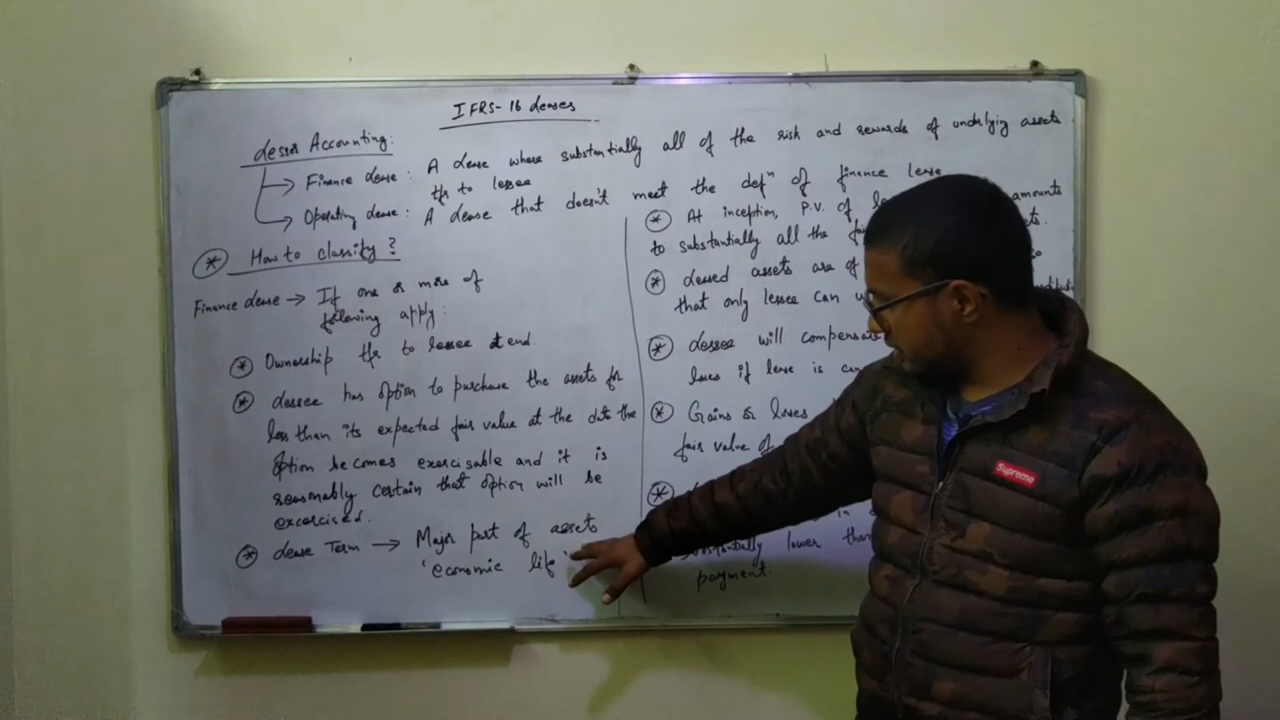 IFRS-16 Leases
Lessor Accounting:
Finance Lease : A Lease where substantially all of the risk and rewards of underlying assets
tfr to lessee
Operating Lease : A Lease that doesn't meet the defn of finance lease
* How to classify?
Finance Lease → If one or more of
following apply:
* Ownership tfr to lessee at end.
* Lessee has option to purchase the assets for
less than its expected fair value at the date the
option becomes exercisable and it is
reasonably certain that option will be
exercised.
* Lease Term → Major part of assets
'economic life'
* At inception, P.V. of amounts
to substantially all the
* Leased assets are of
that only lessee can
* Lessee will compensate
loses if lease is
* Gains & loses
fair value of
*
in
substantially lower than
payment.
Supreme